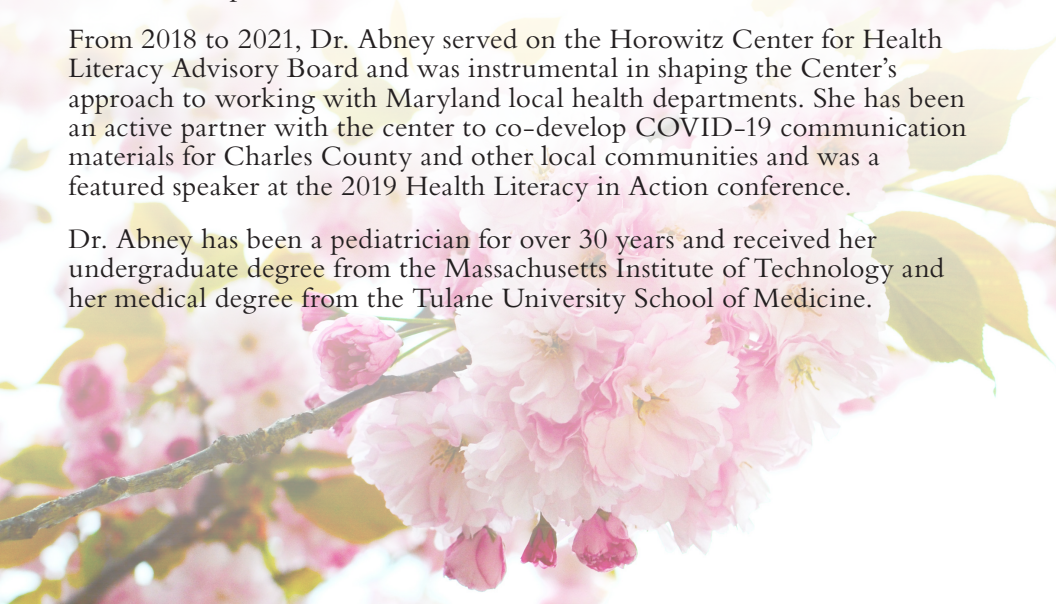 From 2018 to 2021, Dr. Abney served on the Horowitz Center for Health
Literacy Advisory Board and was instrumental in shaping the Center's
approach to working with Maryland local health departments. She has been
an active partner with the center to co-develop COVID-19 communication
materials for Charles County and other local communities and was a
featured speaker at the 2019 Health Literacy in Action conference.
Dr. Abney has been a pediatrician for over 30 years and received her
undergraduate degree from the Massachusetts Institute of Technology and
her medical degree from the Tulane University School of Medicine.